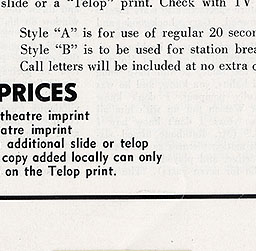 slide or a "Telop" print. Check with TV
Style "A" is for use of regular 20 secon
Style "B" is to be used for station brea
Call letters will be included at no extra c
PRICES
theatre imprint
atre imprint
additional slide or telop
copy added locally can only
on the Telop print.